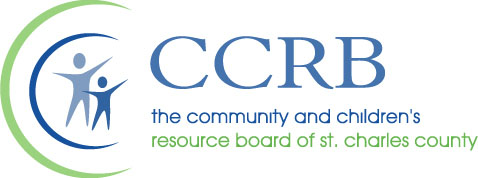 CCRB
the community and children's
resource board of st. charles county